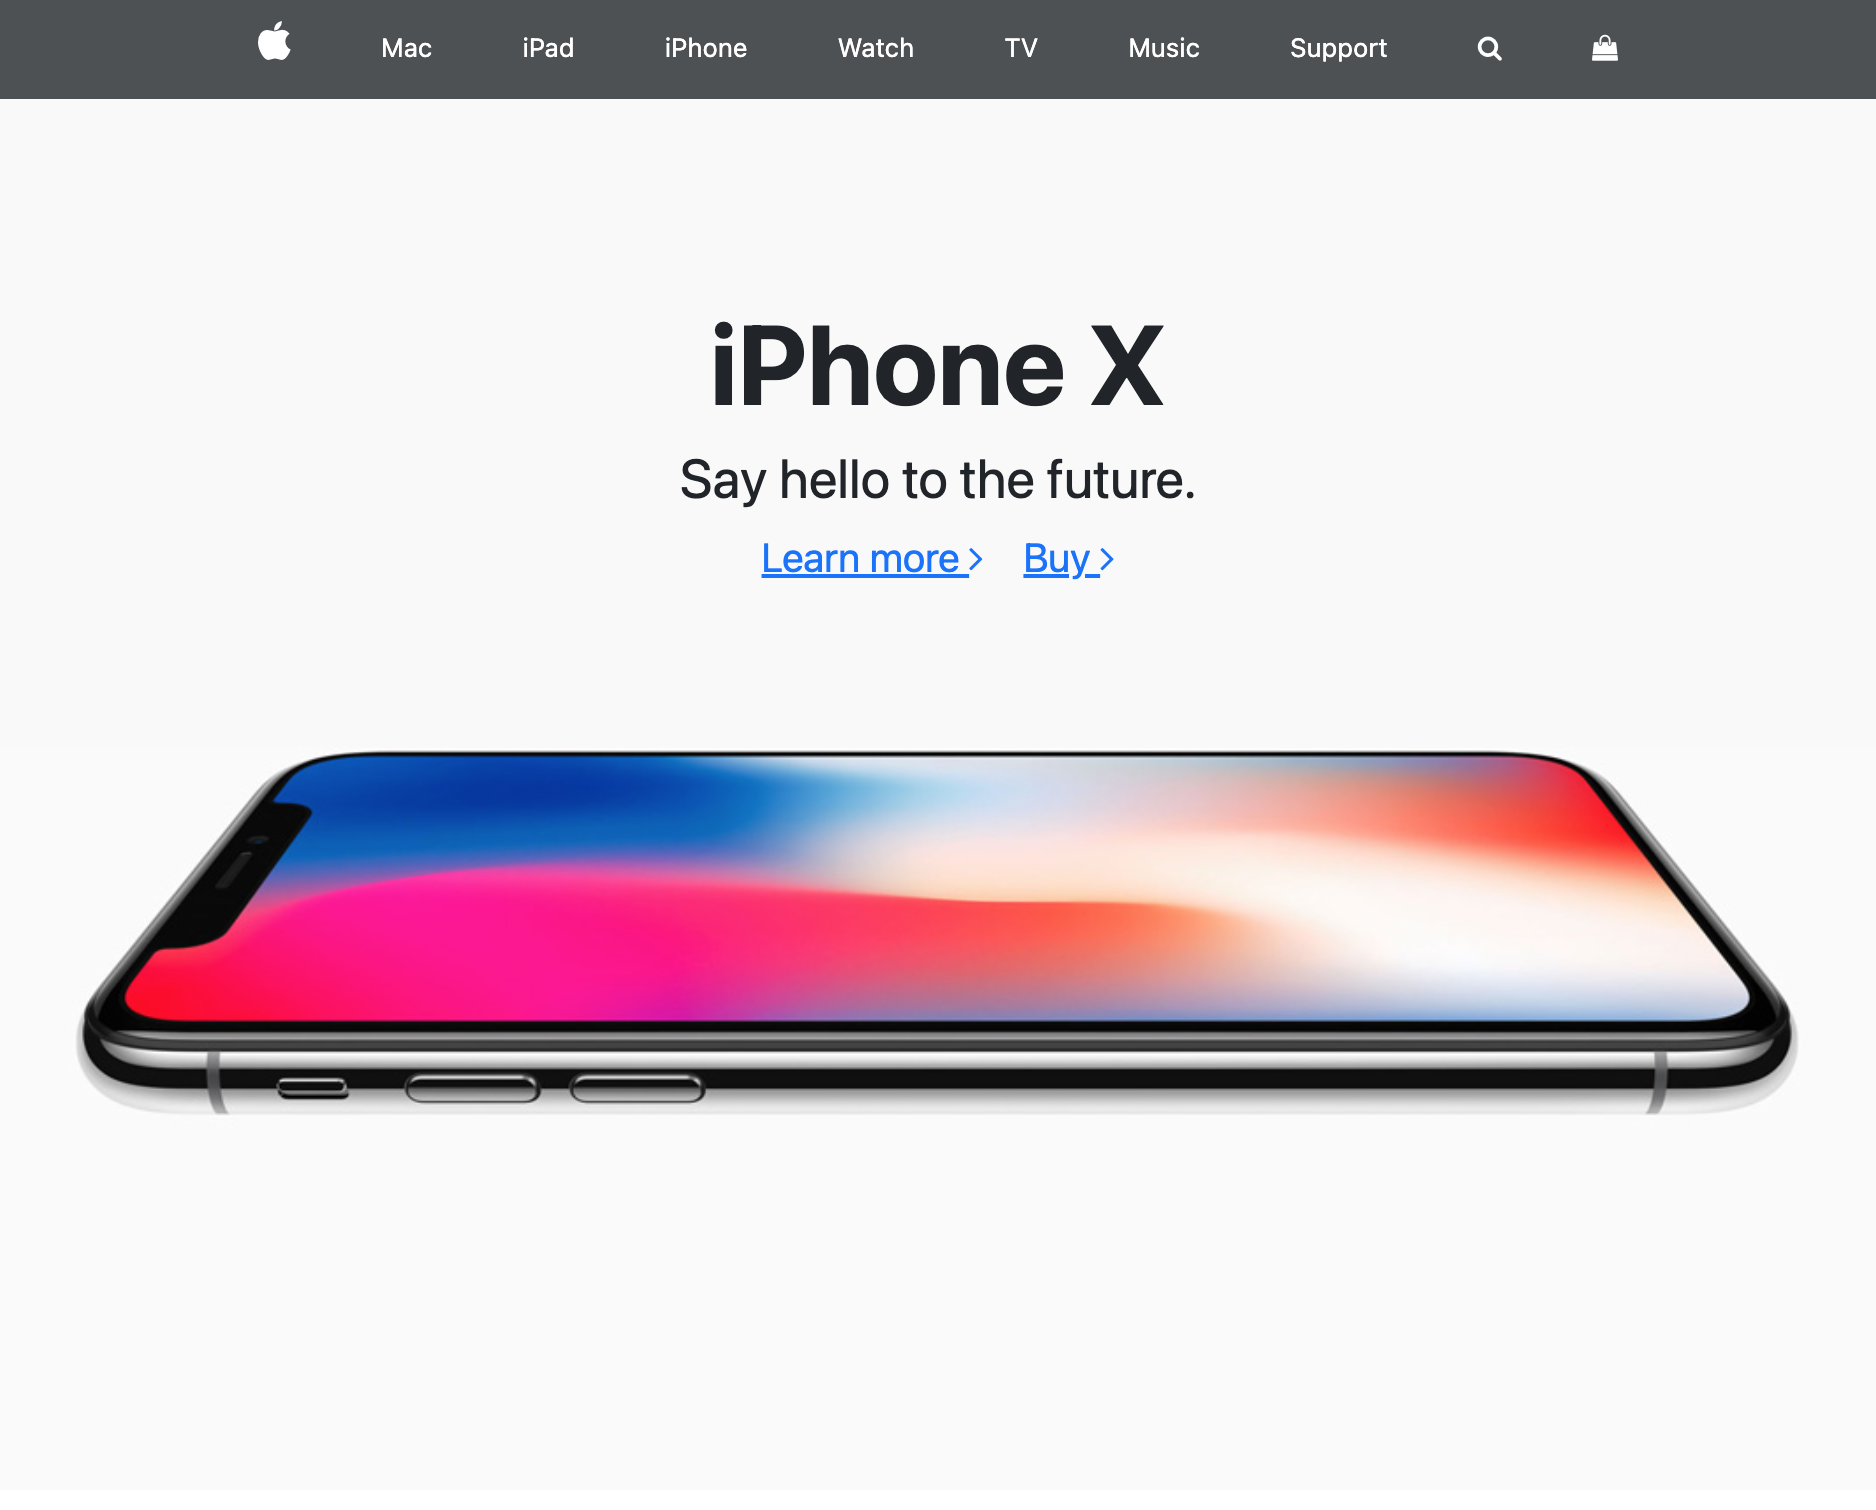 Mac iPad iPhone Watch TV Music Support
iPhone X
Say hello to the future.
Learn more > Buy >